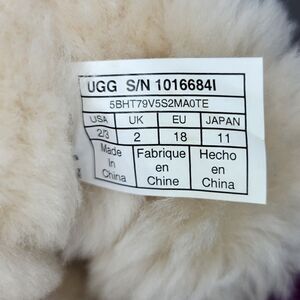 UGG S/N 1016684I
5BHT79V5S2MA0TE
USA UK EU JAPAN
2/3 2 18 11
Made in China
Fabrique en Chine
Hecho en China